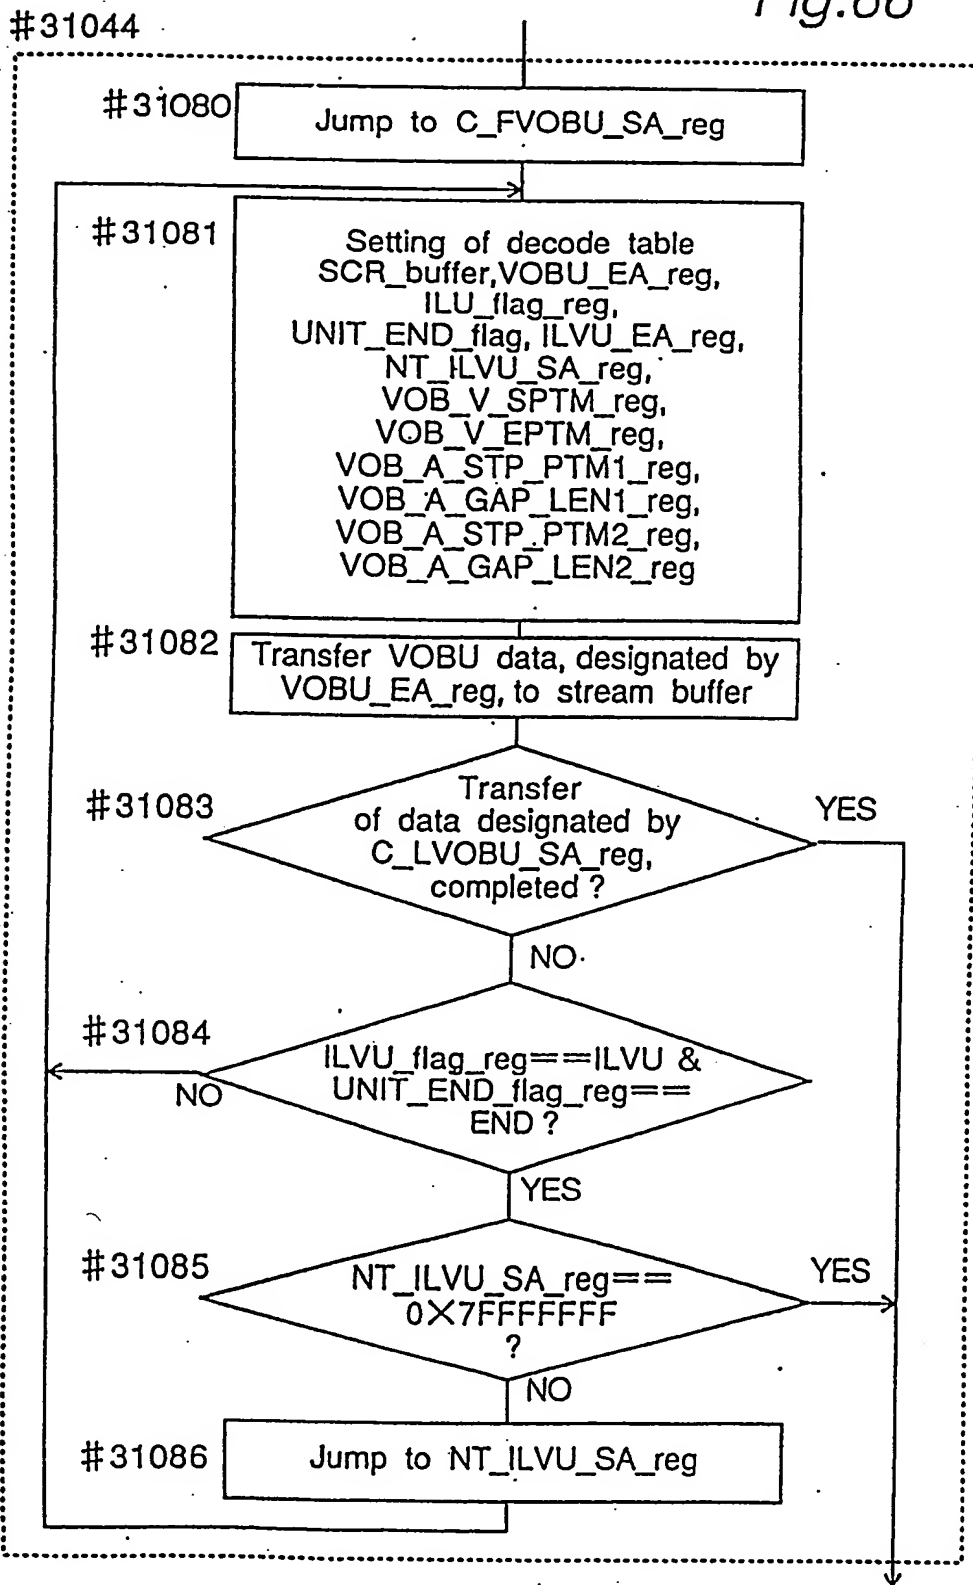 #31044
#31080
Jump to C_FVOBU_SA_reg
#31081
Setting of decode table
SCR_buffer,VOBU_EA_reg,
ILU_flag_reg,
UNIT_END_flag, ILVU_EA_reg,
NT_ILVU_SA_reg,
VOB_V_SPTM_reg,
VOB_V_EPTM_reg,
VOB_A_STP_PTM1_reg,
VOB_A_GAP_LEN1_reg,
VOB_A_STP_PTM2_reg,
VOB_A_GAP_LEN2_reg
#31082
Transfer VOBU data, designated by
VOBU_EA_reg, to stream buffer
#31083
Transfer
of data designated by
C_LVOBU_SA_reg,
completed ?
YES
NO
#31084
ILVU_flag_reg==ILVU &
UNIT_END_flag_reg==
END ?
NO
YES
#31085
NT_ILVU_SA_reg==
0X7FFFFFFF
?
YES
NO
#31086
Jump to NT_ILVU_SA_reg